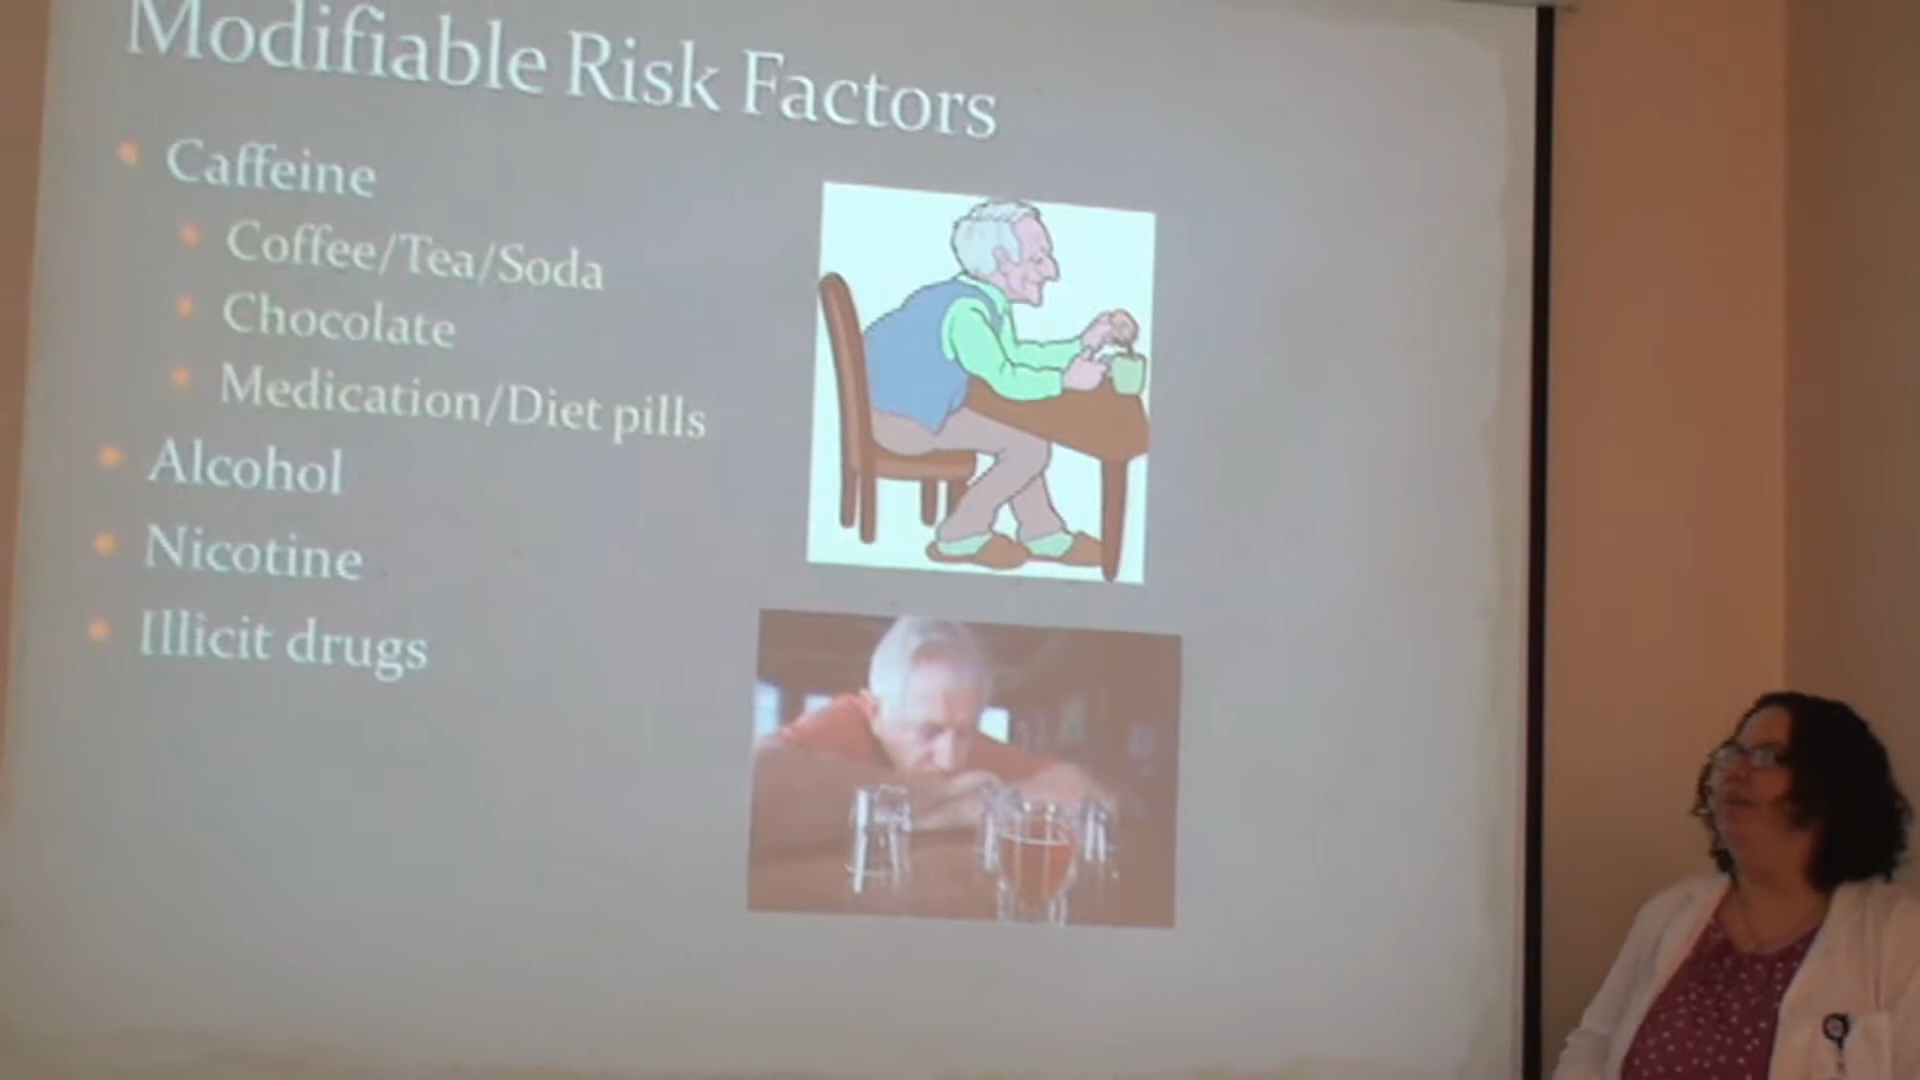 Modifiable Risk Factors
Caffeine
Coffee/Tea/Soda
Chocolate
Medication/Diet pills
Alcohol
Nicotine
Illicit drugs